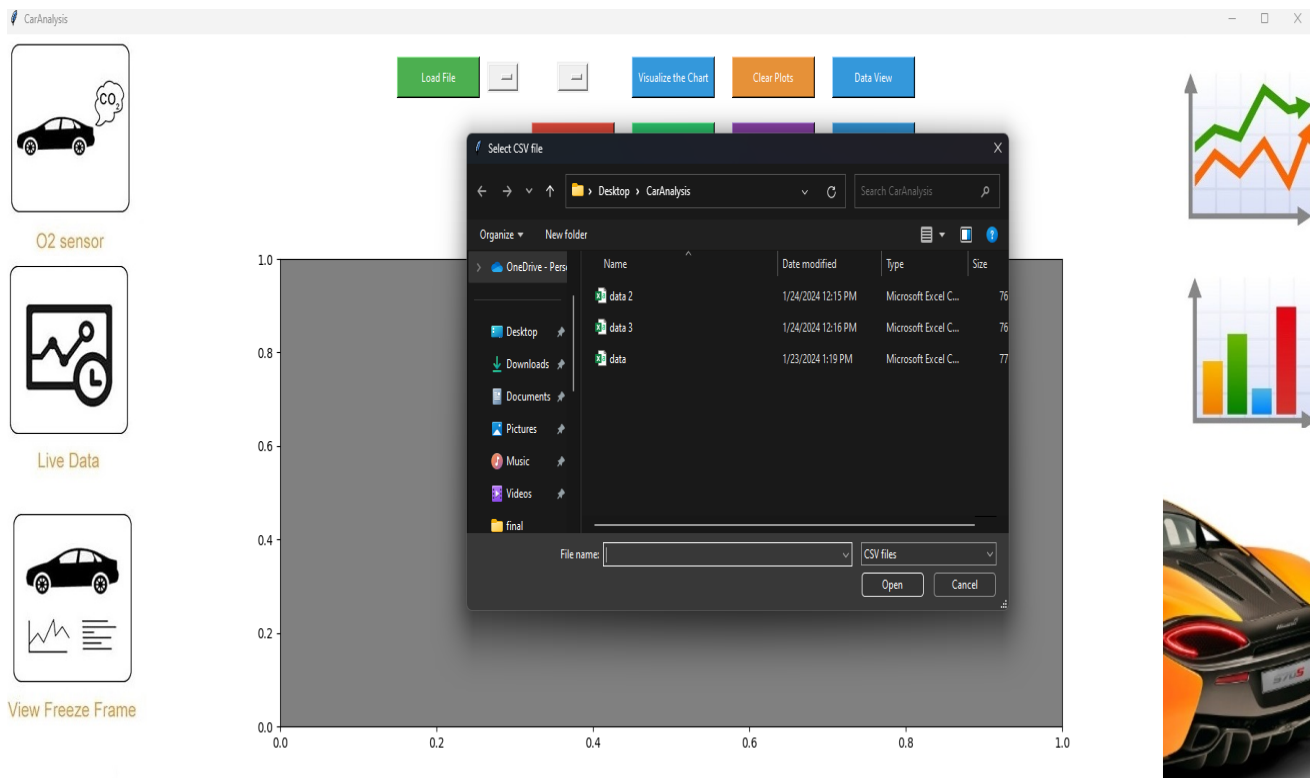 CarAnalysis
Load File
Visualize the Chart
Clear Plots
Data View
CO2
O2 sensor
Live Data
View Freeze Frame
Select CSV file
Desktop > CarAnalysis
Search CarAnalysis
Organize
New folder
OneDrive - Pers
Name
Date modified
Type
Size
data 2
1/24/2024 12:15 PM
Microsoft Excel C...
76
data 3
1/24/2024 12:16 PM
Microsoft Excel C...
76
data
1/23/2024 1:19 PM
Microsoft Excel C...
77
Desktop
Downloads
Documents
Pictures
Music
Videos
final
File name:
CSV files
Open
Cancel
1.0
0.8
0.6
0.4
0.2
0.0
0.0
0.2
0.4
0.6
0.8
1.0
570S